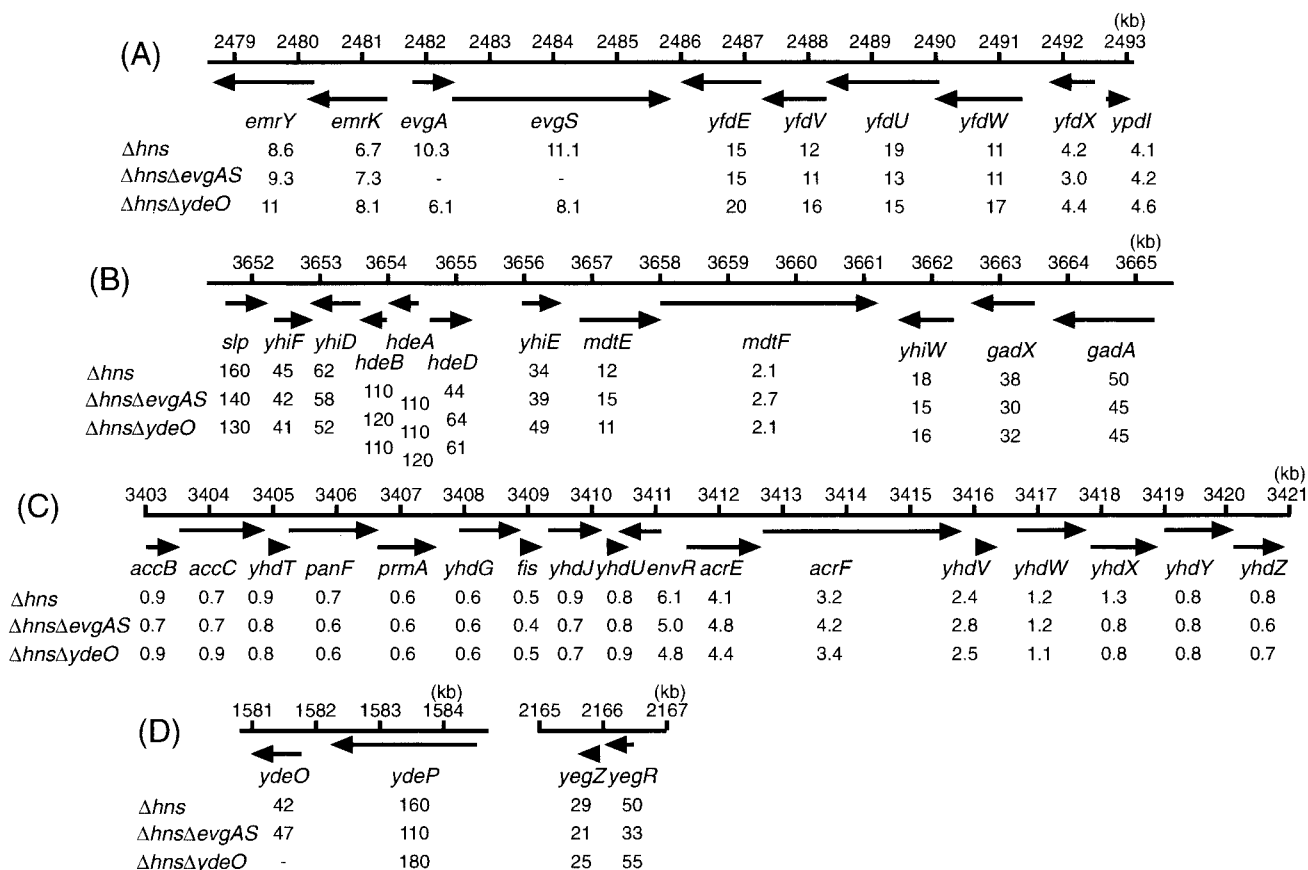 (kb)
2479 2480 2481 2482 2483 2484 2485 2486 2487 2488 2489 2490 2491 2492 2493
(A)
emrY emrK evgA evgS yfdE yfdV yfdU yfdW yfdX ypdI
Δhns 8.6 6.7 10.3 11.1 15 12 19 11 4.2 4.1
ΔhnsΔevgAS 9.3 7.3 - - 15 11 13 11 3.0 4.2
ΔhnsΔydeO 11 8.1 6.1 8.1 20 16 15 17 4.4 4.6
(kb)
3652 3653 3654 3655 3656 3657 3658 3659 3660 3661 3662 3663 3664 3665
(B)
slp yhiF yhiD hdeA yhiE mdtE mdtF yhiW gadX gadA
hdeB hdeD
Δhns 160 45 62 110 110 44 34 12 2.1 18 38 50
ΔhnsΔevgAS 140 42 58 120 110 64 39 15 2.7 15 30 45
ΔhnsΔydeO 130 41 52 110 120 61 49 11 2.1 16 32 45
(kb)
3403 3404 3405 3406 3407 3408 3409 3410 3411 3412 3413 3414 3415 3416 3417 3418 3419 3420 3421
(C)
accB accC yhdT panF prmA yhdG fis yhdJ yhdU envR acrE acrF yhdV yhdW yhdX yhdY yhdZ
Δhns 0.9 0.7 0.9 0.7 0.6 0.6 0.5 0.9 0.8 6.1 4.1 3.2 2.4 1.2 1.3 0.8 0.8
ΔhnsΔevgAS 0.7 0.7 0.8 0.6 0.6 0.6 0.4 0.7 0.8 5.0 4.8 4.2 2.8 1.2 0.8 0.8 0.6
ΔhnsΔydeO 0.9 0.9 0.8 0.6 0.6 0.6 0.5 0.7 0.9 4.8 4.4 3.4 2.5 1.1 0.8 0.8 0.7
(kb) (kb)
1581 1582 1583 1584 2165 2166 2167
(D)
ydeO ydeP yegZ yegR
Δhns 42 160 29 50
ΔhnsΔevgAS 47 110 21 33
ΔhnsΔydeO - 180 25 55